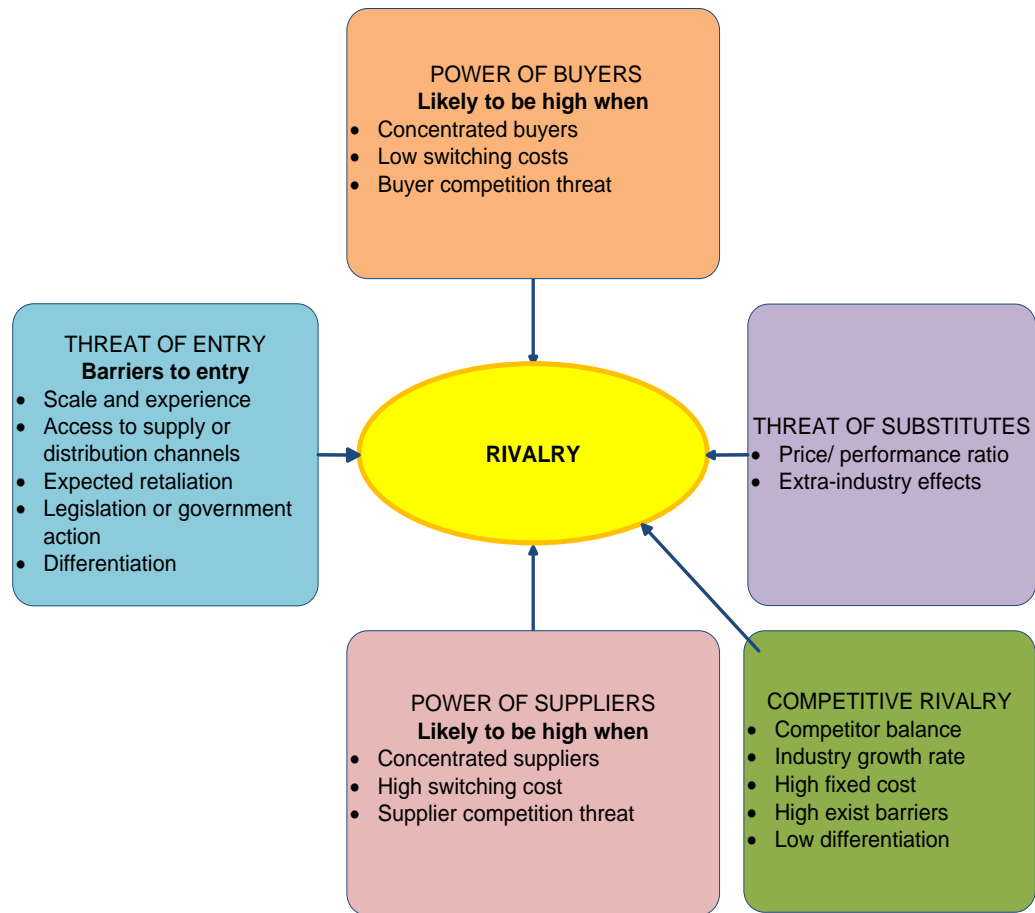 POWER OF BUYERS
Likely to be high when
• Concentrated buyers
• Low switching costs
• Buyer competition threat
THREAT OF ENTRY
Barriers to entry
• Scale and experience
• Access to supply or
distribution channels
• Expected retaliation
• Legislation or government
action
• Differentiation
RIVALRY
THREAT OF SUBSTITUTES
• Price/ performance ratio
• Extra-industry effects
POWER OF SUPPLIERS
Likely to be high when
• Concentrated suppliers
• High switching cost
• Supplier competition threat
COMPETITIVE RIVALRY
• Competitor balance
• Industry growth rate
• High fixed cost
• High exist barriers
• Low differentiation